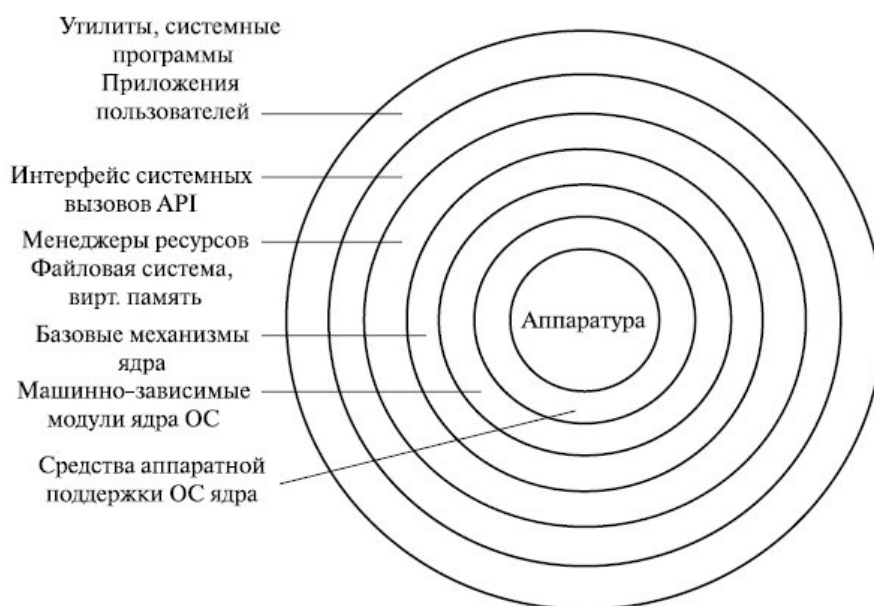 Утилиты, системные
программы
Приложения
пользователей
Интерфейс системных
вызовов API
Менеджеры ресурсов
Файловая система,
вирт. память
Базовые механизмы
ядра
Машинно-зависимые
модули ядра ОС
Средства аппаратной
поддержки ОС ядра
Аппаратура